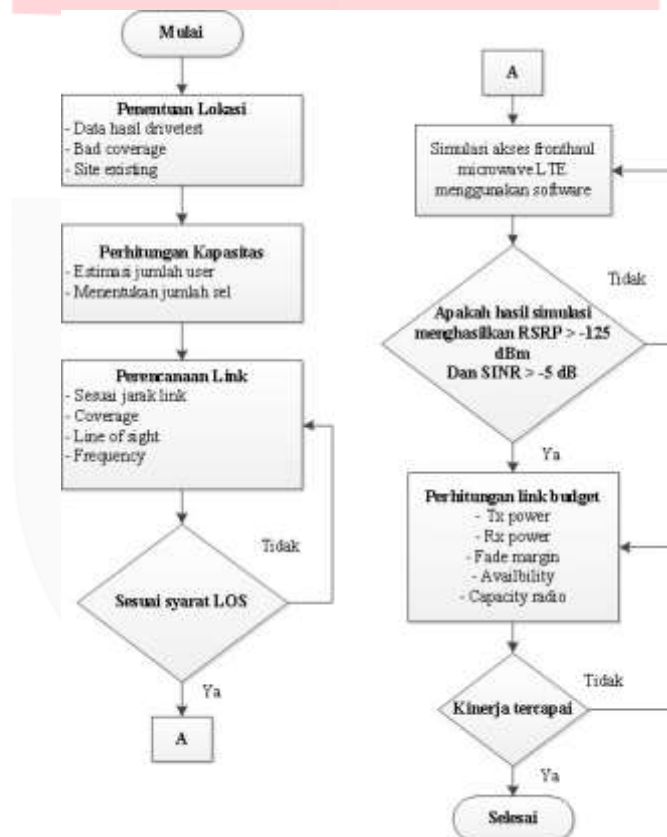 Mulai
Penentuan Lokasi
- Data hasil drivetest
- Bad coverage
- Site existing
Perhitungan Kapasitas
- Estimasi jumlah user
- Menentukan jumlah sel
Perencanaan Link
- Sesuai jarak link
- Coverage
- Line of sight
- Frequency
Tidak
Sesuai syarat LOS
Ya
A
A
Simulasi akses fronthaul
microwave LTE
menggunakan software
Tidak
Apakah hasil simulasi
menghasilkan RSRP > -125
dBm
Dan SINR > -5 dB
Ya
Perhitungan link budget
- Tx power
- Rx power
- Fade margin
- Availbility
- Capacity radio
Tidak
Kinerja tercapai
Ya
Selesai